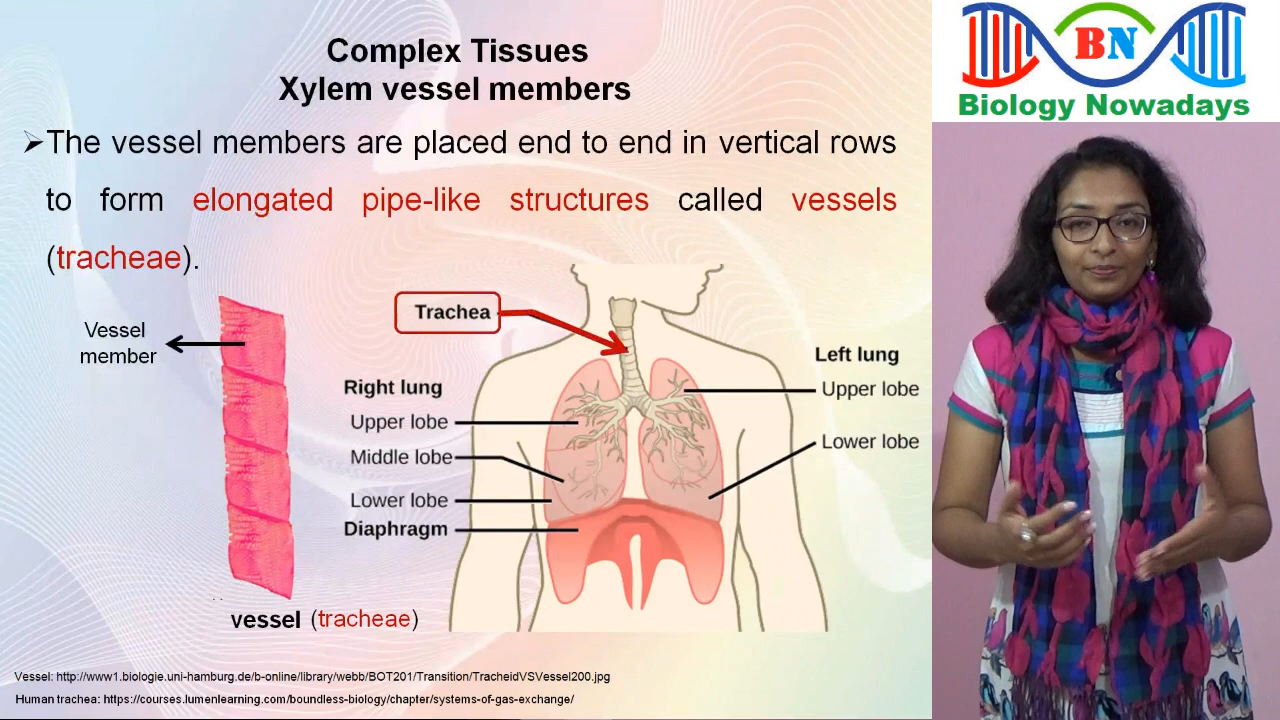 Complex Tissues
Xylem vessel members
BN
Biology Nowadays
➢The vessel members are placed end to end in vertical rows
to form elongated pipe-like structures called vessels
(tracheae).
Vessel
member
vessel (tracheae)
Trachea
Right lung
Upper lobe
Middle lobe
Lower lobe
Diaphragm
Left lung
Upper lobe
Lower lobe
Vessel: http://www1.biologie.uni-hamburg.de/b-online/library/webb/BOT201/Transition/TracheidVSVessel200.jpg
Human trachea: https://courses.lumenlearning.com/boundless-biology/chapter/systems-of-gas-exchange/